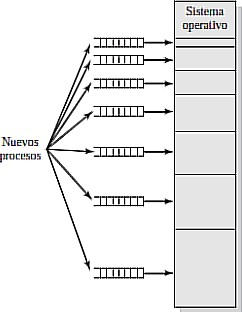 Sistema
operativo
Nuevos
procesos